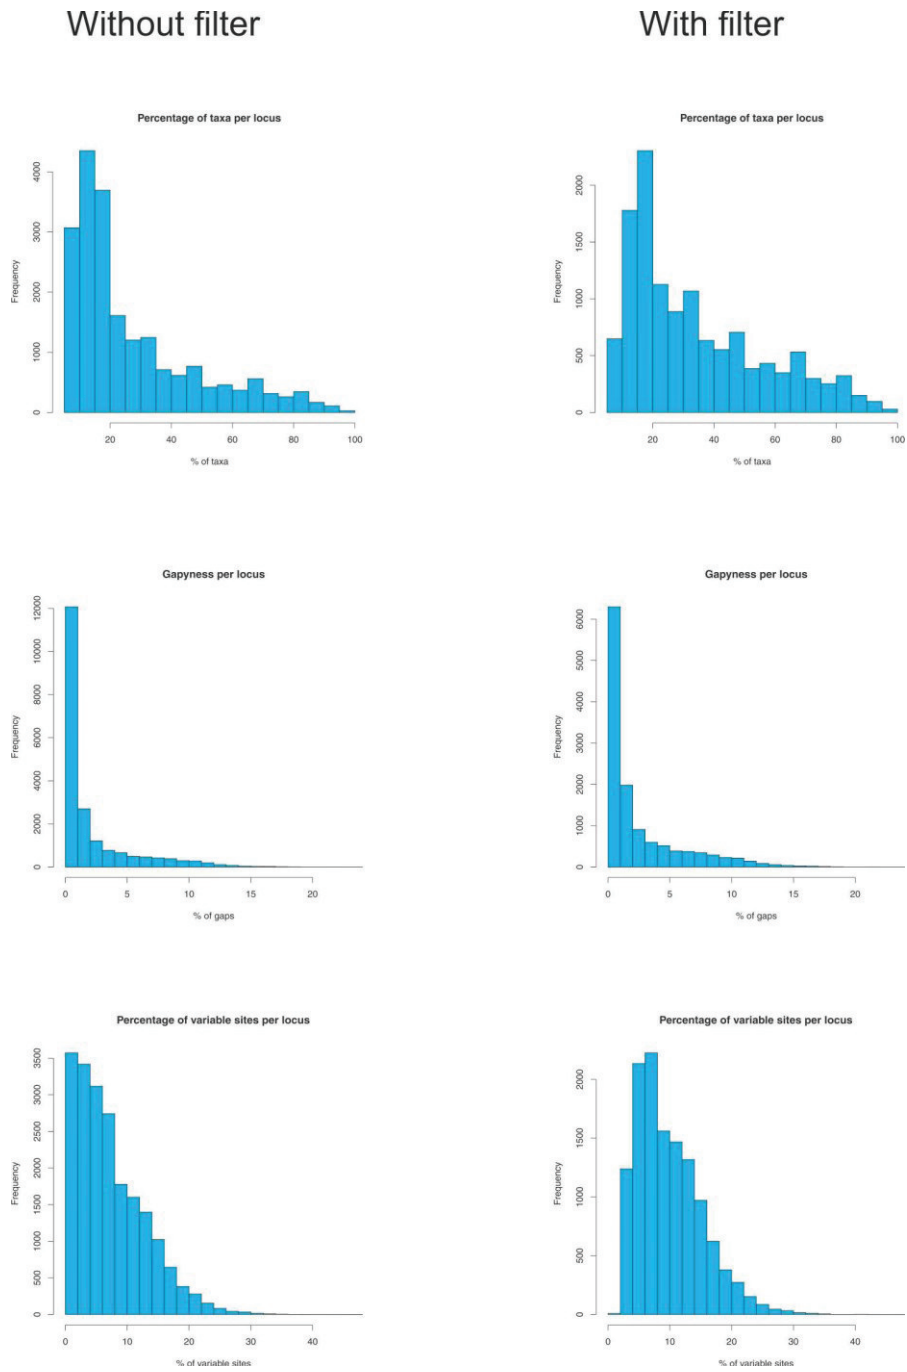 Without filter
With filter
Percentage of taxa per locus
Frequency
0
1000
2000
3000
4000
20 40 60 80 100
% of taxa
Percentage of taxa per locus
Frequency
0
500
1000
1500
2000
20 40 60 80 100
% of taxa
Gapyness per locus
Frequency
0
2000
4000
6000
8000
10000
12000
0 5 10 15 20
% of gaps
Gapyness per locus
Frequency
0
1000
2000
3000
4000
5000
6000
0 5 10 15 20
% of gaps
Percentage of variable sites per locus
Frequency
0
500
1000
1500
2000
2500
3000
3500
0 10 20 30 40
% of variable sites
Percentage of variable sites per locus
Frequency
0
500
1000
1500
2000
0 10 20 30 40
% of variable sites